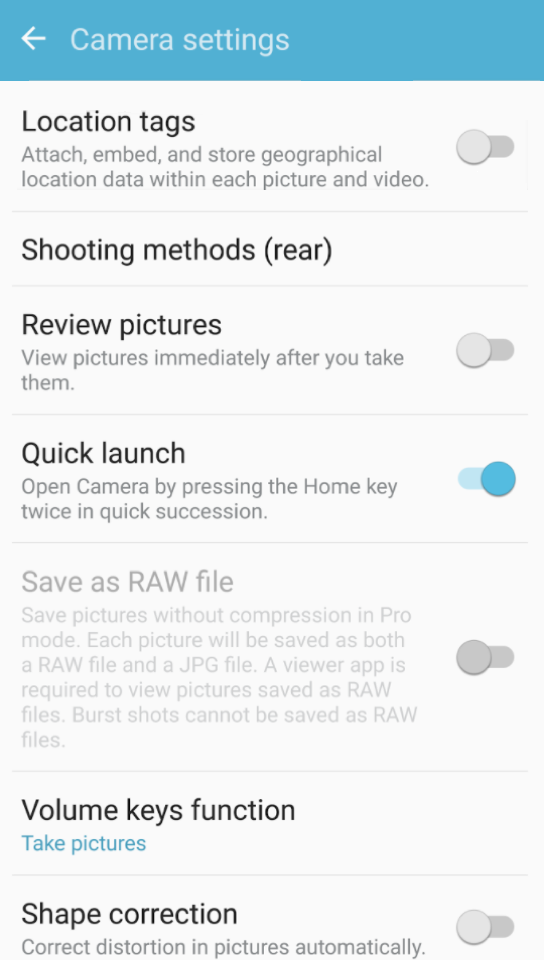 Camera settings
Location tags
Attach, embed, and store geographical
location data within each picture and video.
Shooting methods (rear)
Review pictures
View pictures immediately after you take
them.
Quick launch
Open Camera by pressing the Home key
twice in quick succession.
Save as RAW file
Save pictures without compression in Pro
mode. Each picture will be saved as both
a RAW file and a JPG file. A viewer app is
required to view pictures saved as RAW
files. Burst shots cannot be saved as RAW
files.
Volume keys function
Take pictures
Shape correction
Correct distortion in pictures automatically.